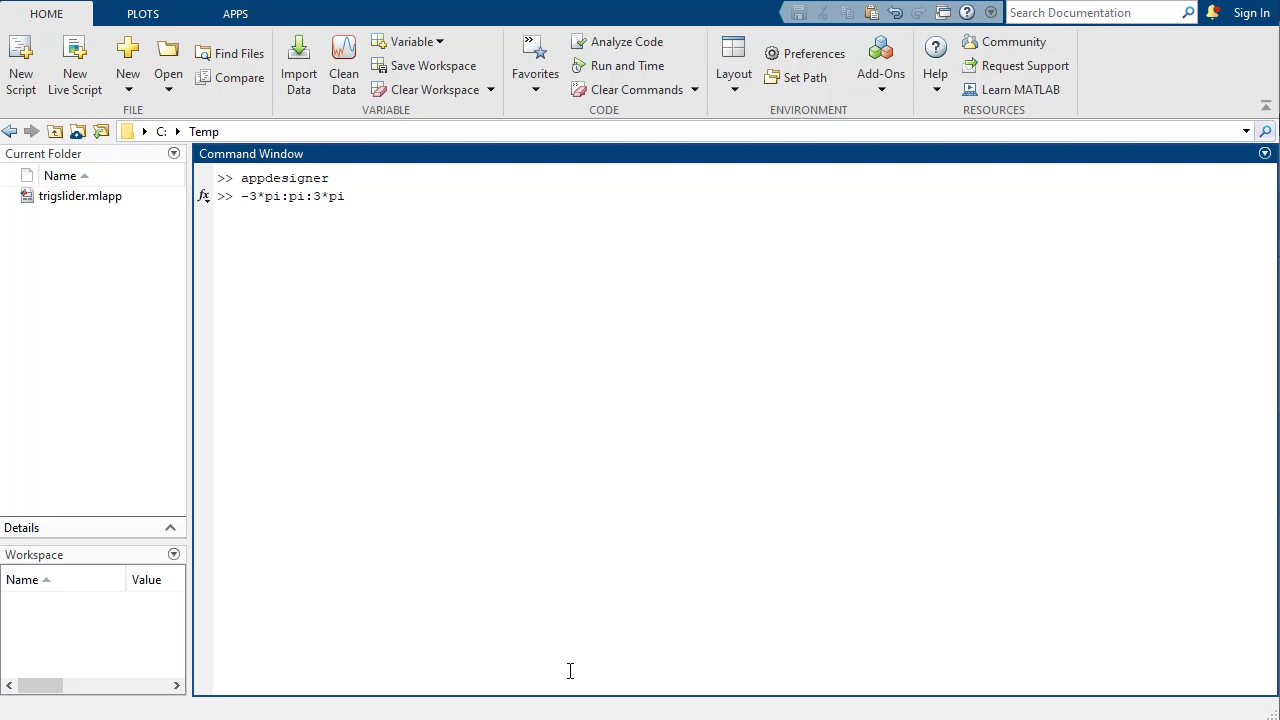 HOME PLOTS APPS Search Documentation Sign In
New Script
New Live Script
New
Open
Find Files
Compare
FILE
Import Data
Clean Data
Variable
Save Workspace
Clear Workspace
VARIABLE
Favorites
Analyze Code
Run and Time
Clear Commands
CODE
Layout
Preferences
Set Path
ENVIRONMENT
Add-Ons
Help
Community
Request Support
Learn MATLAB
RESOURCES
C: Temp
Current Folder
Name
trigslider.mlapp
Details
Workspace
Name Value
Command Window
>> appdesigner
fx >> -3*pi:pi:3*pi